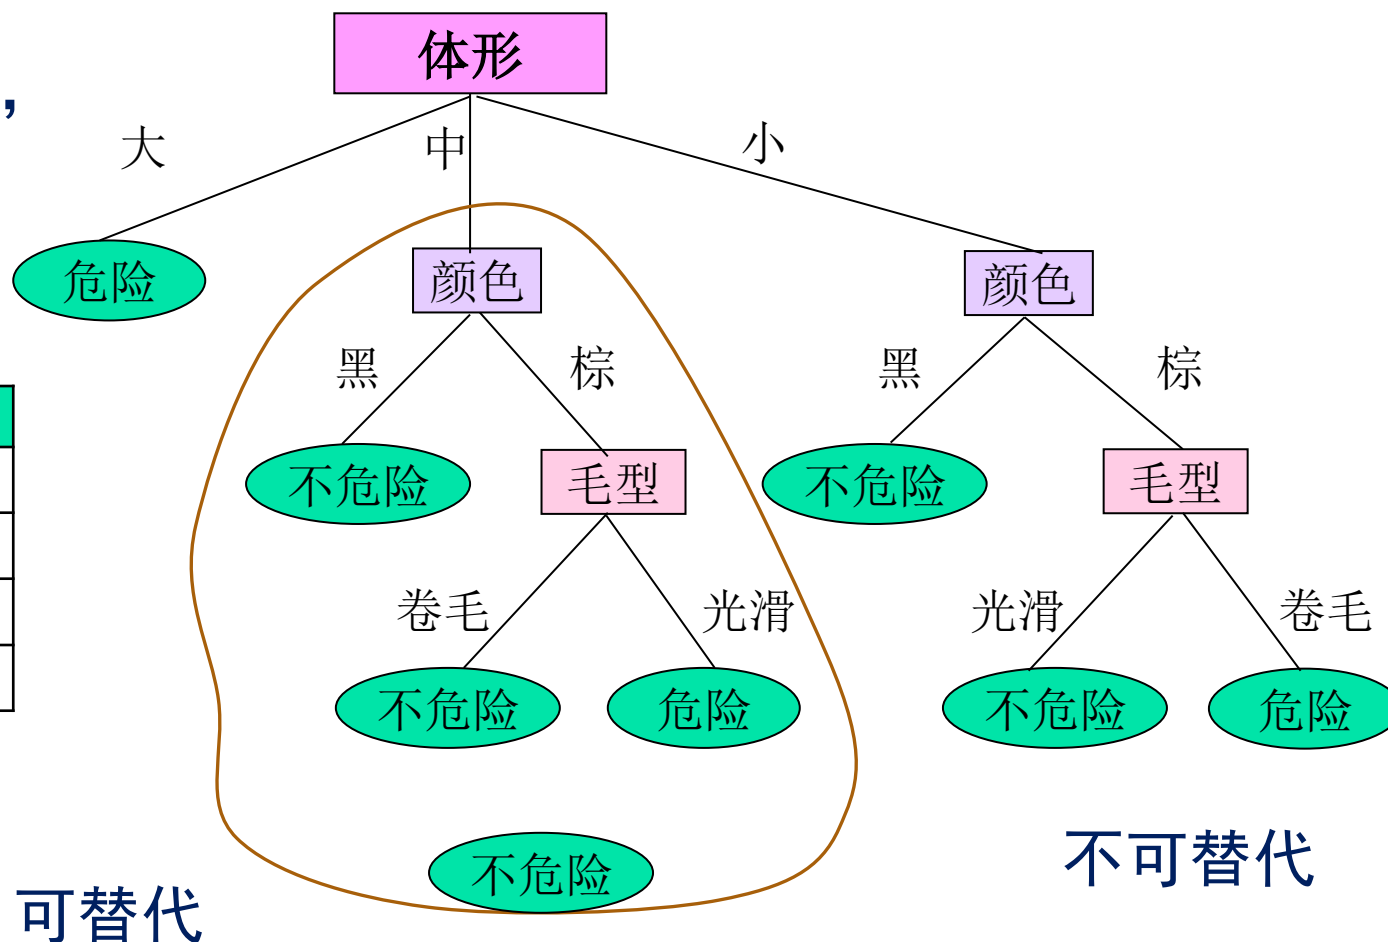 体形
，
大
中
小
危险
颜色
颜色
黑
棕
黑
棕
不危险
毛型
不危险
毛型
卷毛
光滑
光滑
卷毛
不危险
危险
不危险
危险
不危险
不可替代
可替代